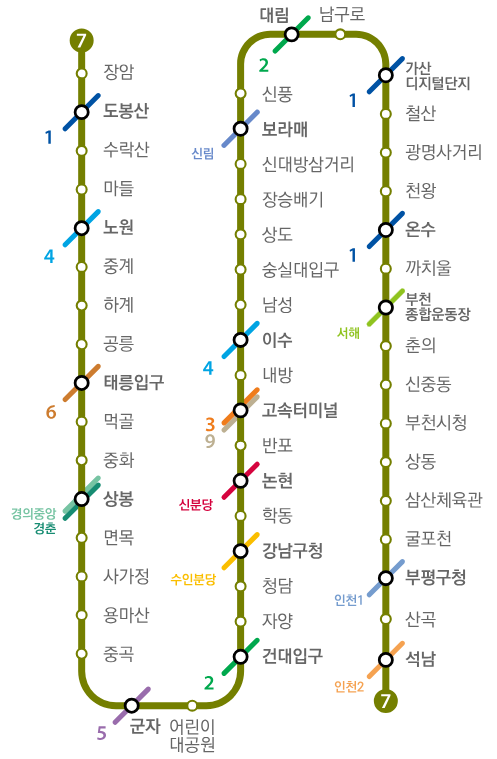 7
장암
도봉산
1
수락산
마들
노원
4
중계
하계
공릉
태릉입구
6
먹골
중화
상봉
경의중앙
경춘
면목
사가정
용마산
중곡
군자
5
어린이
대공원
자양
건대입구
2
청담
강남구청
수인분당
학동
논현
신분당
반포
고속터미널
3
9
내방
이수
4
남성
숭실대입구
상도
장승배기
신대방삼거리
보라매
신림
신풍
대림
2
남구로
가산
디지털단지
1
철산
광명사거리
천왕
온수
1
까치울
부천
종합운동장
서해
춘의
신중동
부천시청
상동
삼산체육관
굴포천
부평구청
인천1
산곡
석남
인천2
7